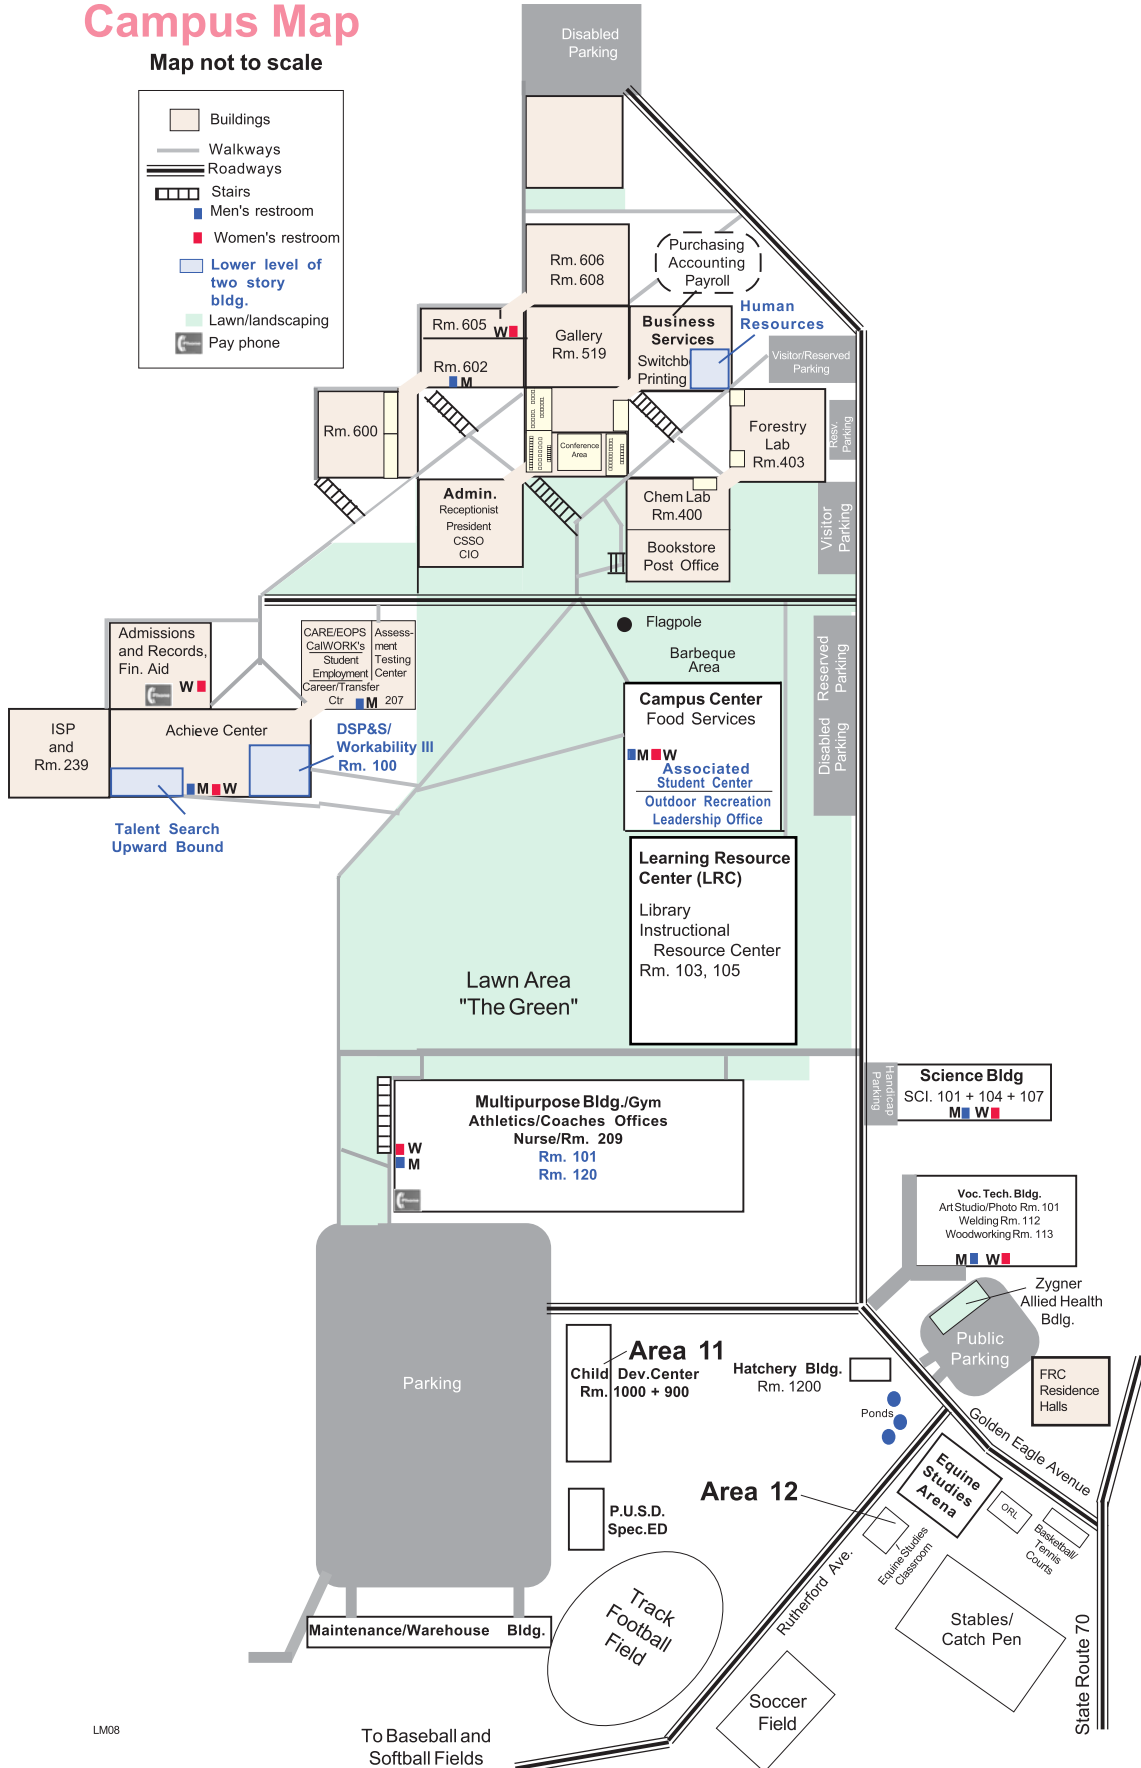 Campus Map
Map not to scale
Buildings
Walkways
Roadways
Stairs
Men's restroom
Women's restroom
Lower level of
two story
bldg.
Lawn/landscaping
Pay phone
Disabled
Parking
Rm. 606
Rm. 608
Purchasing
Accounting
Payroll
Human
Resources
Rm. 605
W
Rm. 602
M
Gallery
Rm. 519
Business
Services
Switchb
Printing
Visitor/Reserved
Parking
Resv.
Parking
Rm. 600
Conference
Area
Forestry
Lab
Rm.403
Admin.
Receptionist
President
CSSO
CIO
Chem Lab
Rm.400
Bookstore
Post Office
Visitor
Parking
Flagpole
Barbeque
Area
Reserved
Parking
Disabled
Parking
Admissions
and Records,
Fin. Aid
Phone
W
CARE/EOPS
CalWORK's
Student
Employment
Career/Transfer
Ctr
M
Assess-
ment
Testing
Center
207
ISP
and
Rm. 239
Achieve Center
M W
DSP&S/
Workability III
Rm. 100
Talent Search
Upward Bound
Campus Center
Food Services
M W
Associated
Student Center
Outdoor Recreation
Leadership Office
Learning Resource
Center (LRC)
Library
Instructional
Resource Center
Rm. 103, 105
Lawn Area
"The Green"
Handicap
Parking
Science Bldg
SCI. 101 + 104 + 107
M W
Multipurpose Bldg./Gym
Athletics/Coaches Offices
Nurse/Rm. 209
Rm. 101
Rm. 120
W
M
Phone
Voc. Tech. Bldg.
Art Studio/Photo Rm. 101
Welding Rm. 112
Woodworking Rm. 113
M W
Zygner
Allied Health
Bdlg.
Public
Parking
FRC
Residence
Halls
Parking
Area 11
Child Dev.Center
Rm. 1000 + 900
Hatchery Bldg.
Rm. 1200
Ponds
Golden Eagle Avenue
Equine
Studies
Arena
Area 12
ORL
Basketball/
Tennis
Courts
Equine Studies
Classroom
P.U.S.D.
Spec.ED
Rutherford Ave.
Track
Football
Field
Stables/
Catch Pen
State Route 70
Maintenance/Warehouse Bldg.
Soccer
Field
LM08
To Baseball and
Softball Fields